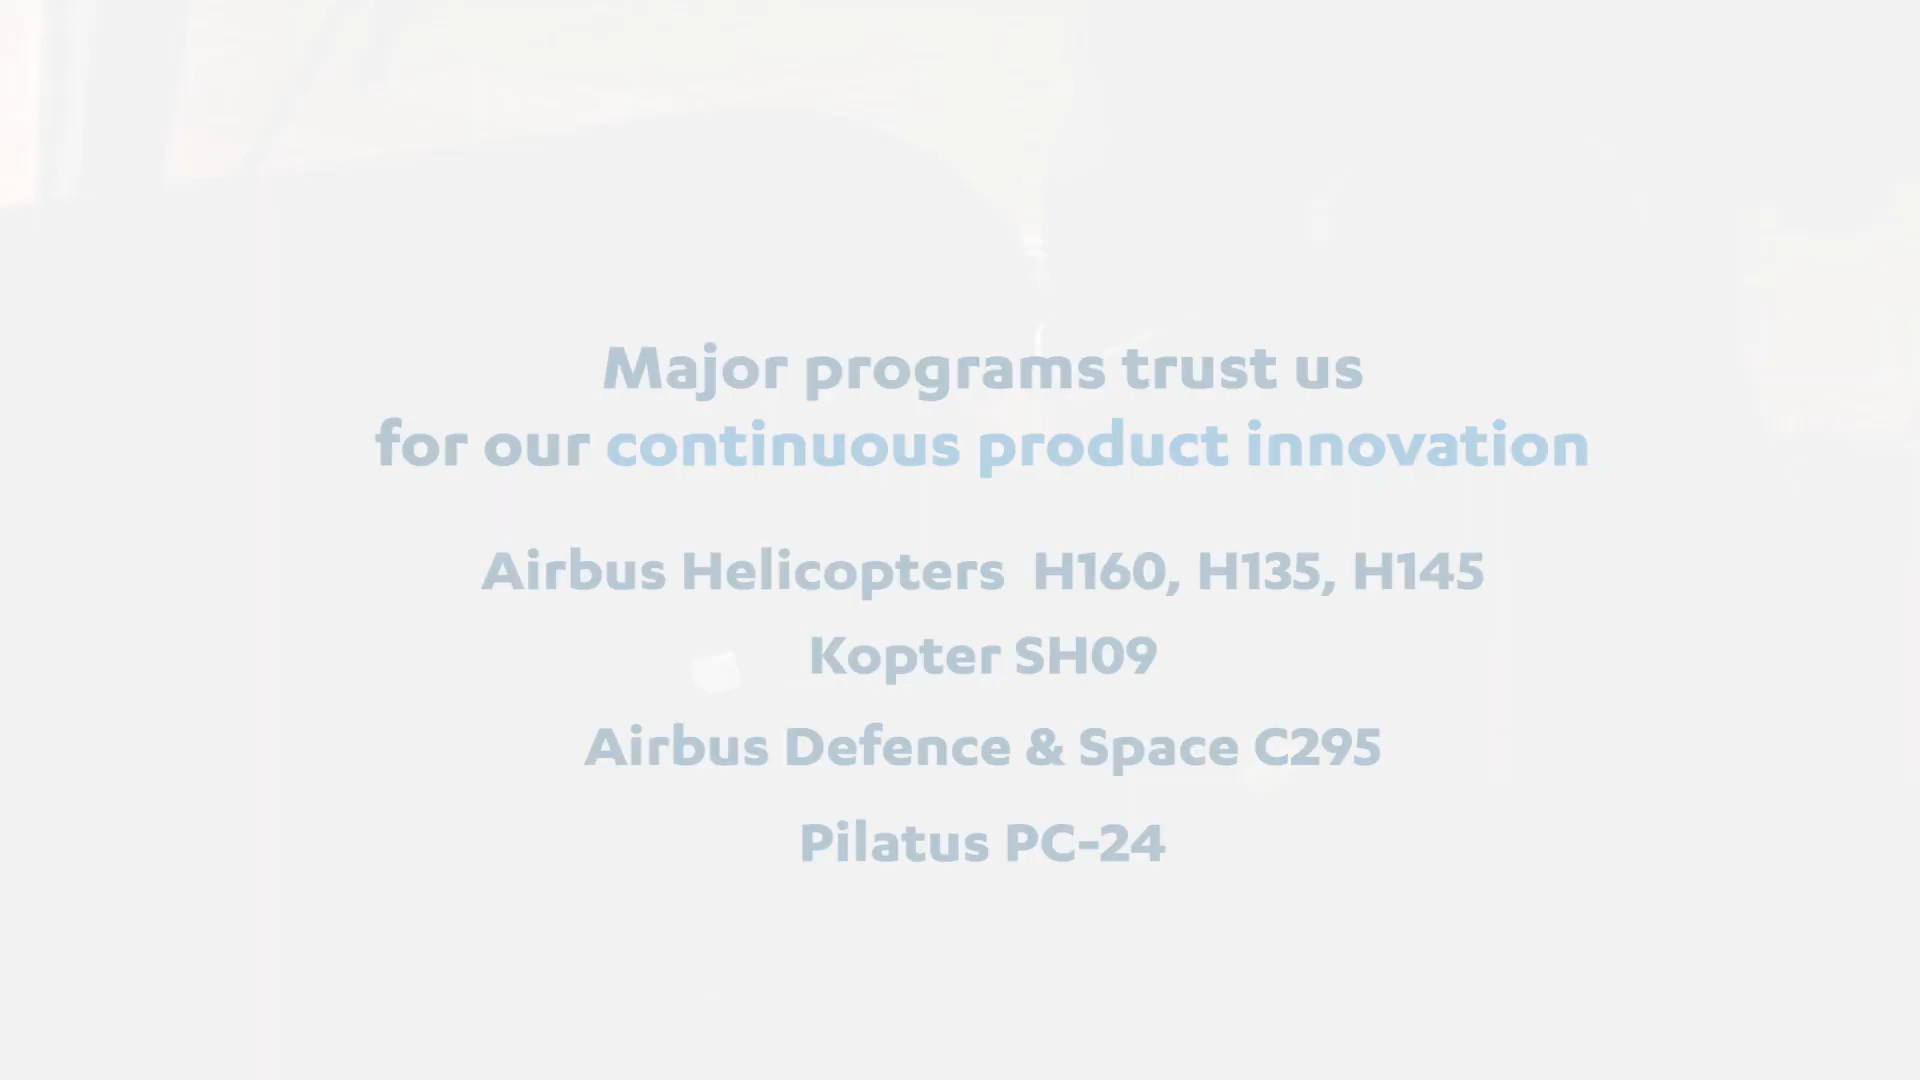 Major programs trust us
for our continuous product innovation
Airbus Helicopters H160, H135, H145
Kopter SH09
Airbus Defence & Space C295
Pilatus PC-24